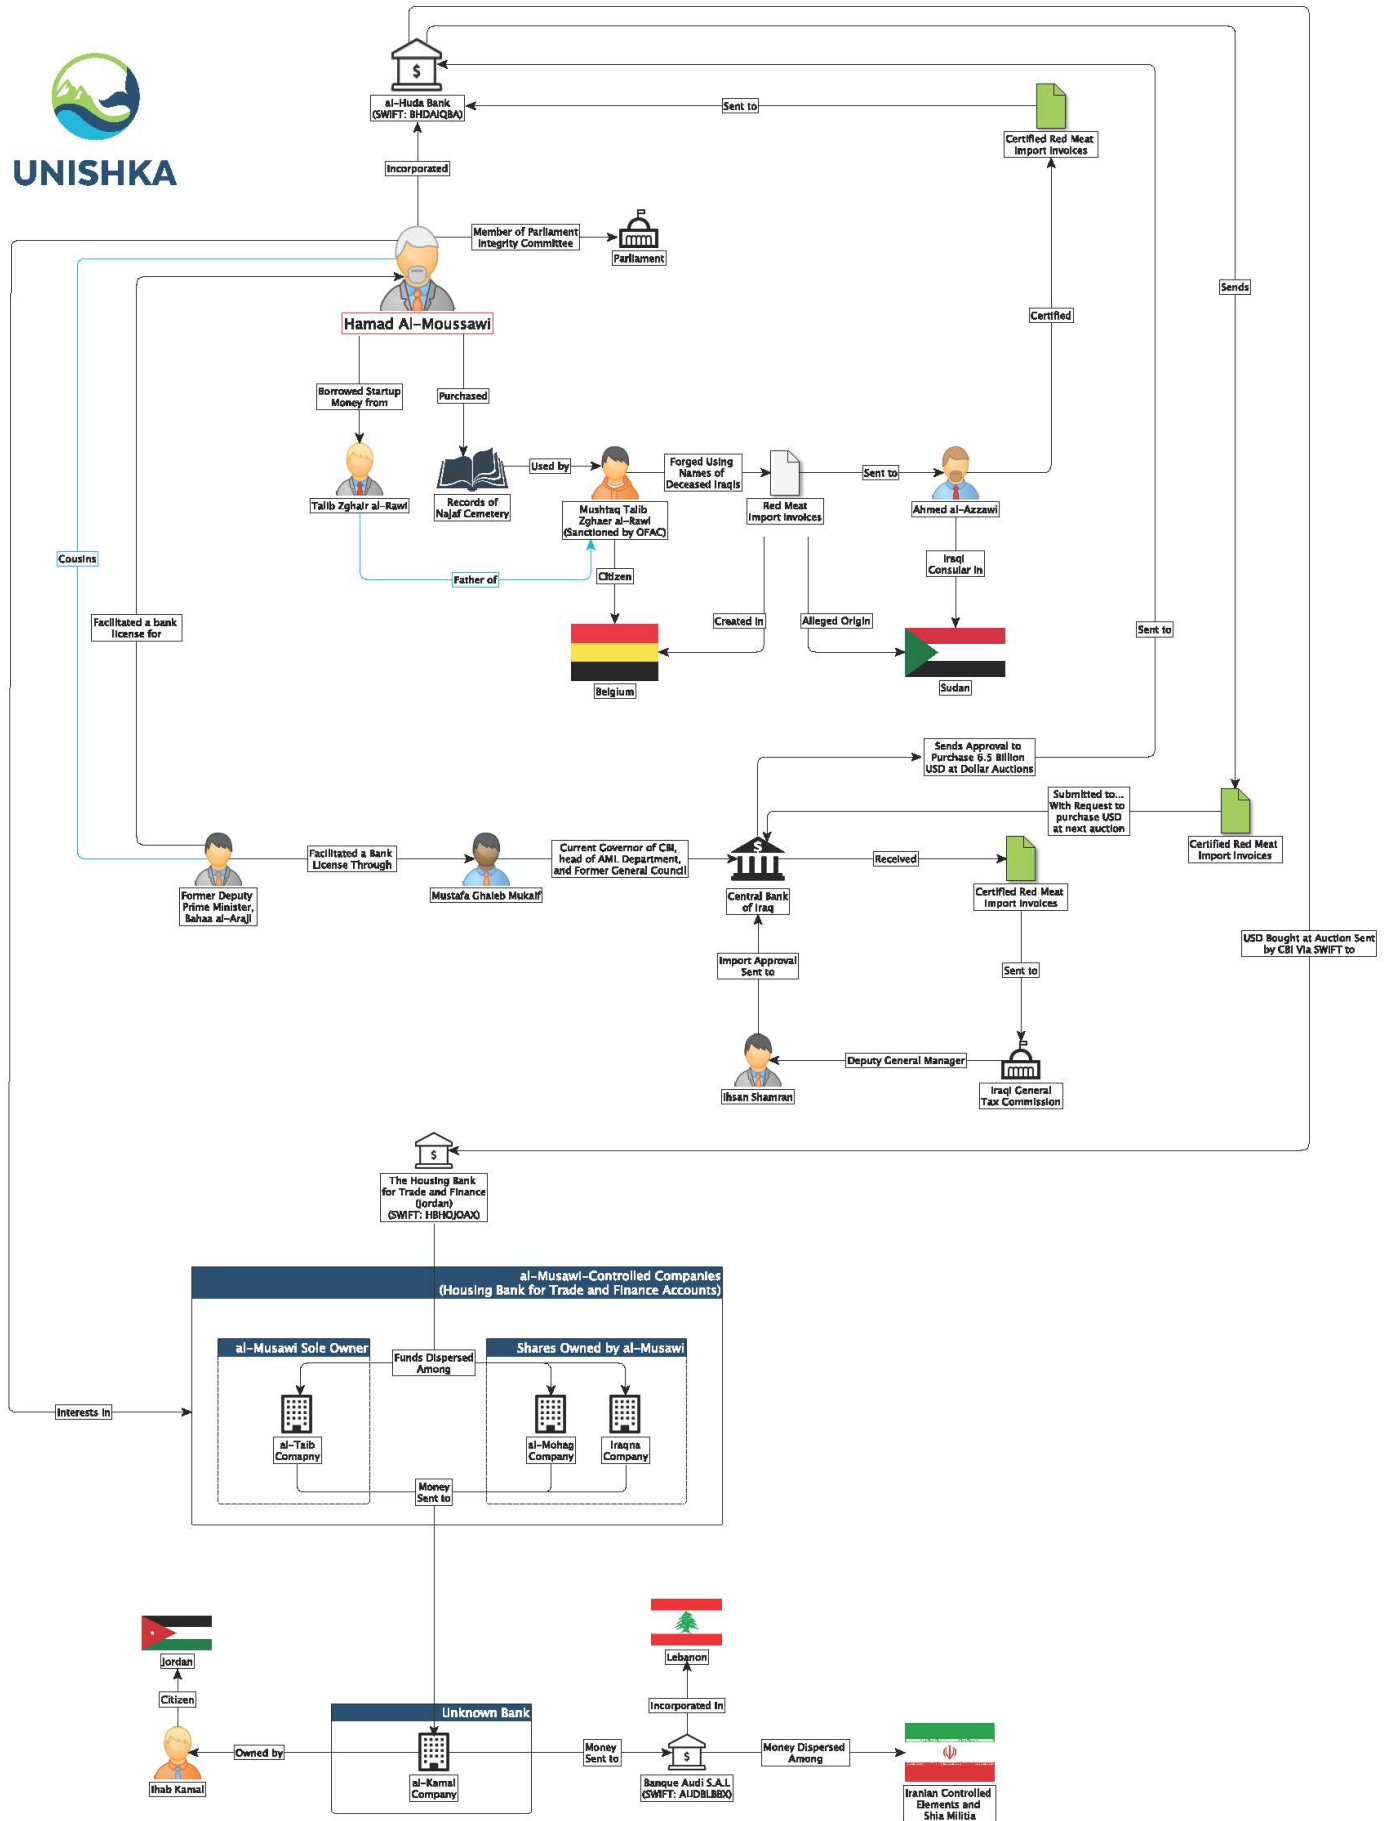 al-Huda Bank
(SWIFT: BHDAIQBA)
Sent to
Certified Red Meat
Import Invoices
UNISHKA
Incorporated
Member of Parliament
Integrity Committee
Parliament
Sends
Hamad Al-Moussawi
Certified
Borrowed Startup
Money from
Purchased
Talib Zghair al-Rawi
Records of
Najaf Cemetery
Used by
Mushtaq Talib
Zghaer al-Rawi
(Sanctioned by OFAC)
Forged Using
Names of
Deceased Iraqis
Red Meat
Import Invoices
Sent to
Ahmed al-Azzawi
Cousins
Father of
Citizen
Iraqi
Consular in
Facilitated a bank
license for
Created in
Alleged Origin
Sent to
Belgium
Sudan
Sends Approval to
Purchase 6.5 Billion
USD at Dollar Auctions
Submitted to...
With Request to
purchase USD
at next auction
Certified Red Meat
Import Invoices
Former Deputy
Prime Minister,
Bahaa al-Araji
Facilitated a Bank
License Through
Mustafa Ghaleb Mukaif
Current Governor of CBI,
head of AML Department,
and Former General Council
Central Bank
of Iraq
Received
Certified Red Meat
Import Invoices
USD Bought at Auction Sent
by CBI Via SWIFT to
Import Approval
Sent to
Sent to
Ihsan Shamran
Deputy General Manager
Iraqi General
Tax Commission
The Housing Bank
for Trade and Finance
(Jordan)
(SWIFT: HBHOJOAX)
al-Musawi-Controlled Companies
(Housing Bank for Trade and Finance Accounts)
al-Musawi Sole Owner
Funds Dispersed
Among
Shares Owned by al-Musawi
Interests in
al-Taib
Comapny
al-Mohag
Company
Iraqna
Company
Money
Sent to
Jordan
Lebanon
Citizen
Incorporated in
Unknown Bank
Ihab Kamal
Owned by
al-Kamal
Company
Money
Sent to
Banque Audi S.A.L
(SWIFT: AUDBLBBX)
Money Dispersed
Among
Iranian Controlled
Elements and
Shia Militia